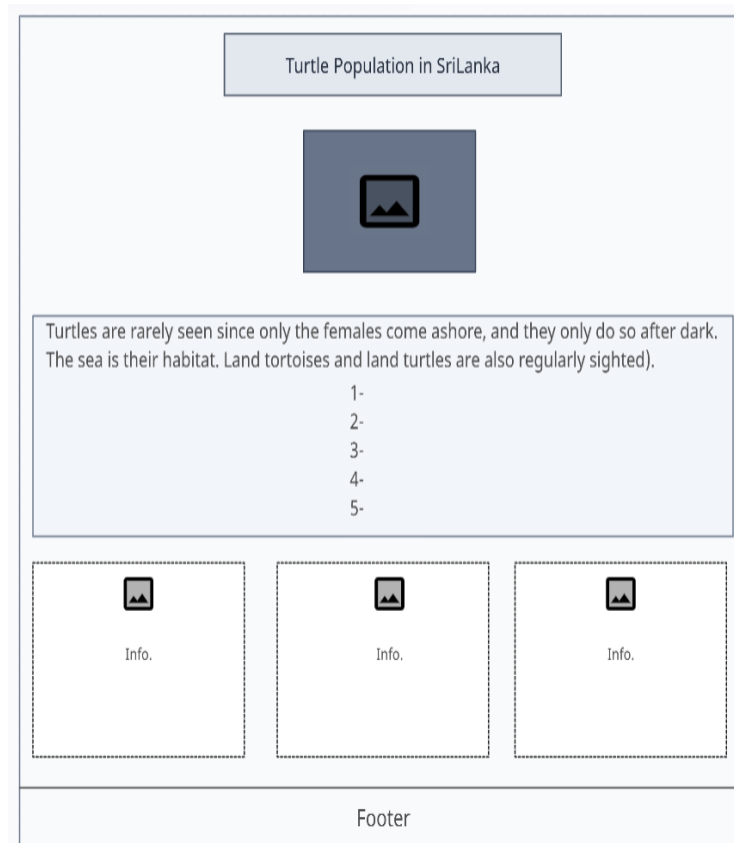 Turtle Population in SriLanka
Turtles are rarely seen since only the females come ashore, and they only do so after dark.
The sea is their habitat. Land tortoises and land turtles are also regularly sighted).
1-
2-
3-
4-
5-
Info.
Info.
Info.
Footer